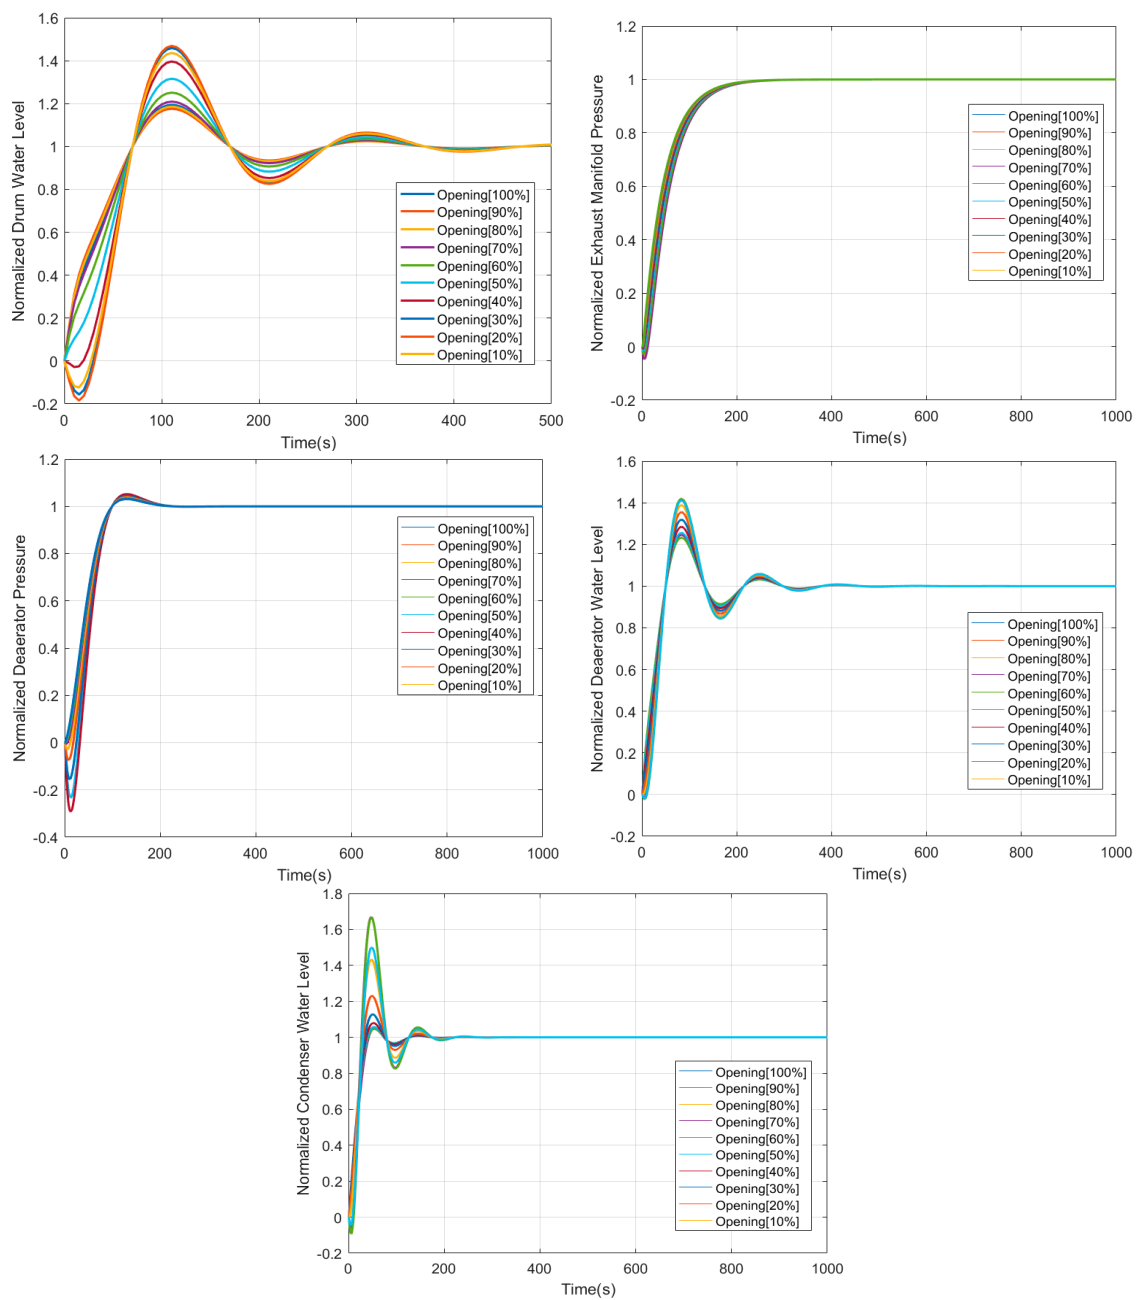 Normalized Drum Water Level
1.6
1.4
1.2
1
0.8
0.6
0.4
0.2
0
-0.2
Opening[100%]
Opening[90%]
Opening[80%]
Opening[70%]
Opening[60%]
Opening[50%]
Opening[40%]
Opening[30%]
Opening[20%]
Opening[10%]
0 100 200 300 400 500
Time(s)
Normalized Exhaust Manifold Pressure
1.2
1
0.8
0.6
0.4
0.2
0
-0.2
Opening[100%]
Opening[90%]
Opening[80%]
Opening[70%]
Opening[60%]
Opening[50%]
Opening[40%]
Opening[30%]
Opening[20%]
Opening[10%]
0 200 400 600 800 1000
Time(s)
Normalized Deaerator Pressure
1.2
1
0.8
0.6
0.4
0.2
0
-0.2
-0.4
Opening[100%]
Opening[90%]
Opening[80%]
Opening[70%]
Opening[60%]
Opening[50%]
Opening[40%]
Opening[30%]
Opening[20%]
Opening[10%]
0 200 400 600 800 1000
Time(s)
Normalized Deaerator Water Level
1.6
1.4
1.2
1
0.8
0.6
0.4
0.2
0
-0.2
Opening[100%]
Opening[90%]
Opening[80%]
Opening[70%]
Opening[60%]
Opening[50%]
Opening[40%]
Opening[30%]
Opening[20%]
Opening[10%]
0 200 400 600 800 1000
Time(s)
Normalized Condenser Water Level
1.8
1.6
1.4
1.2
1
0.8
0.6
0.4
0.2
0
-0.2
Opening[100%]
Opening[90%]
Opening[80%]
Opening[70%]
Opening[60%]
Opening[50%]
Opening[40%]
Opening[30%]
Opening[20%]
Opening[10%]
0 200 400 600 800 1000
Time(s)